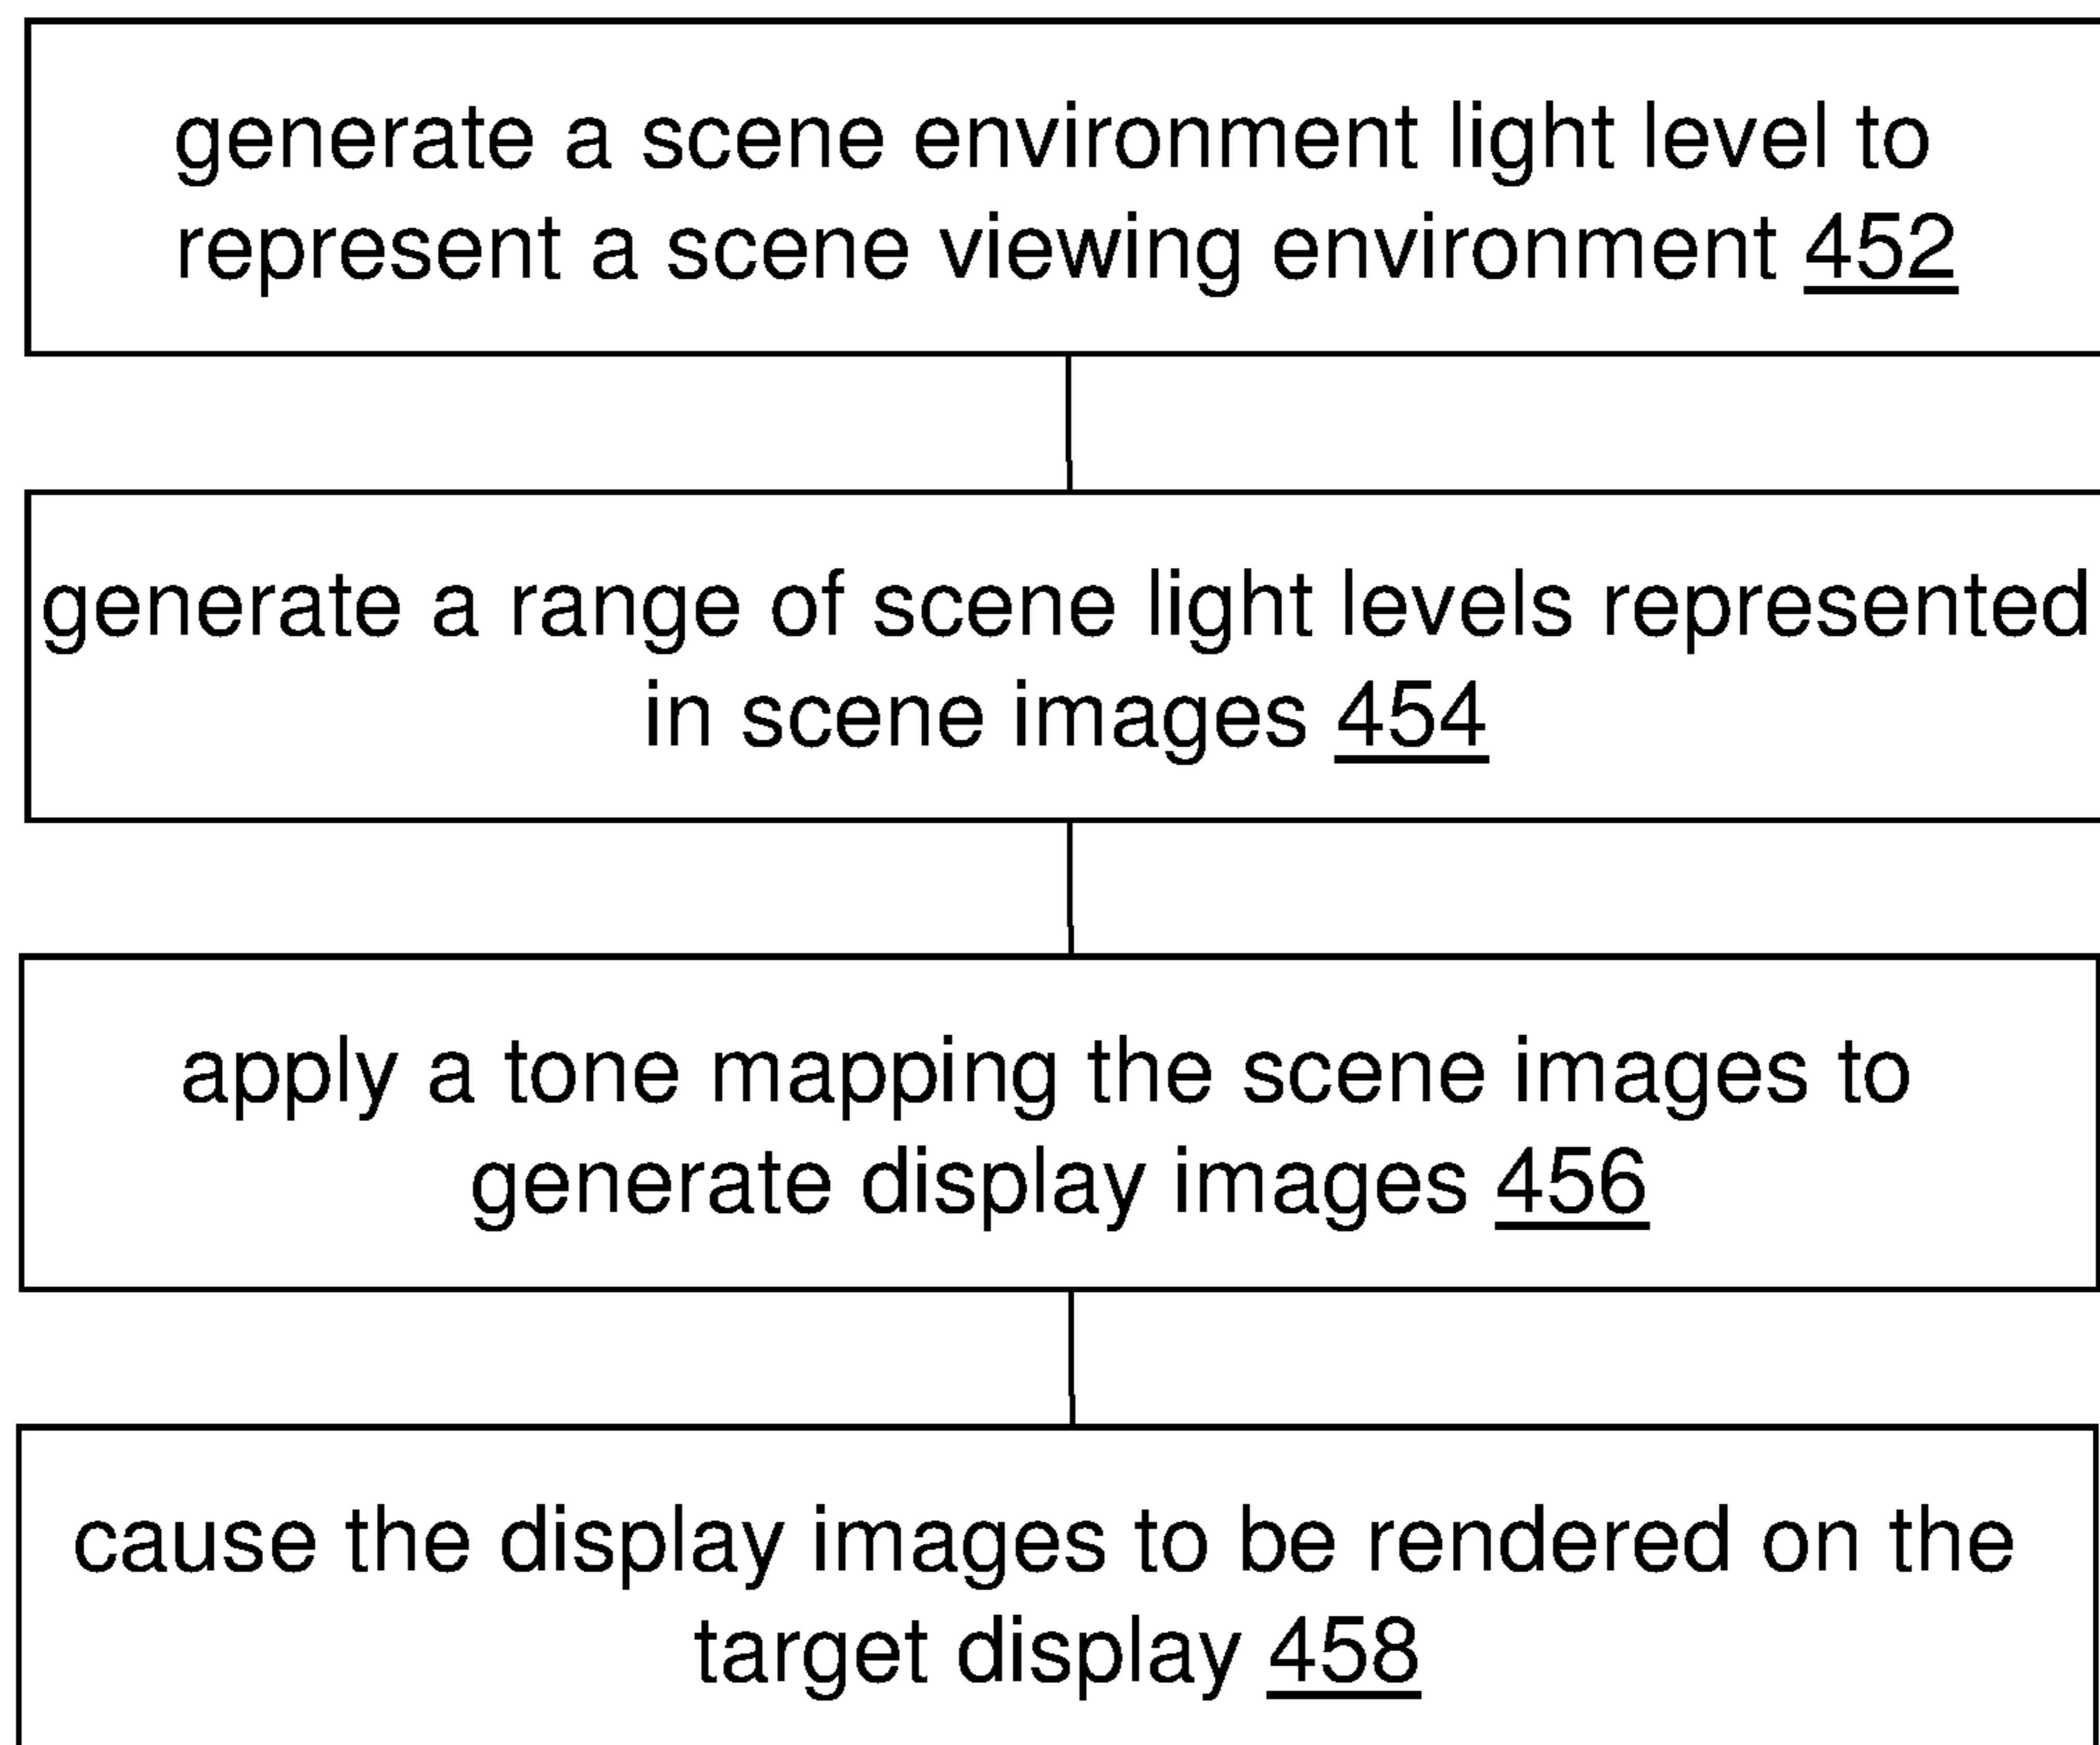 generate a scene environment light level to
represent a scene viewing environment 452
generate a range of scene light levels represented
in scene images 454
apply a tone mapping the scene images to
generate display images 456
cause the display images to be rendered on the
target display 458